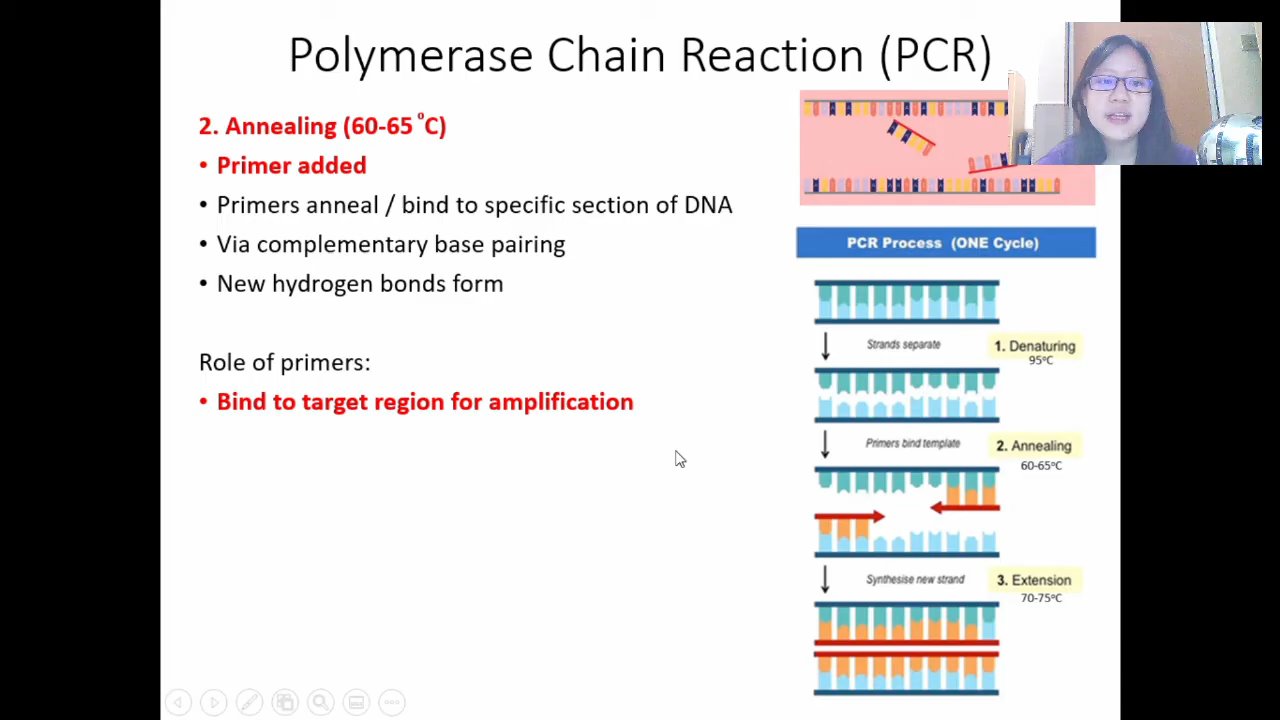 Polymerase Chain Reaction (PCR)
2. Annealing (60-65 °C)
• Primer added
• Primers anneal / bind to specific section of DNA
• Via complementary base pairing
• New hydrogen bonds form
Role of primers:
• Bind to target region for amplification
PCR Process (ONE Cycle)
Strands separate
1. Denaturing
95°C
Primers bind template
2. Annealing
60-65°C
Synthesise new strand
3. Extension
70-75°C